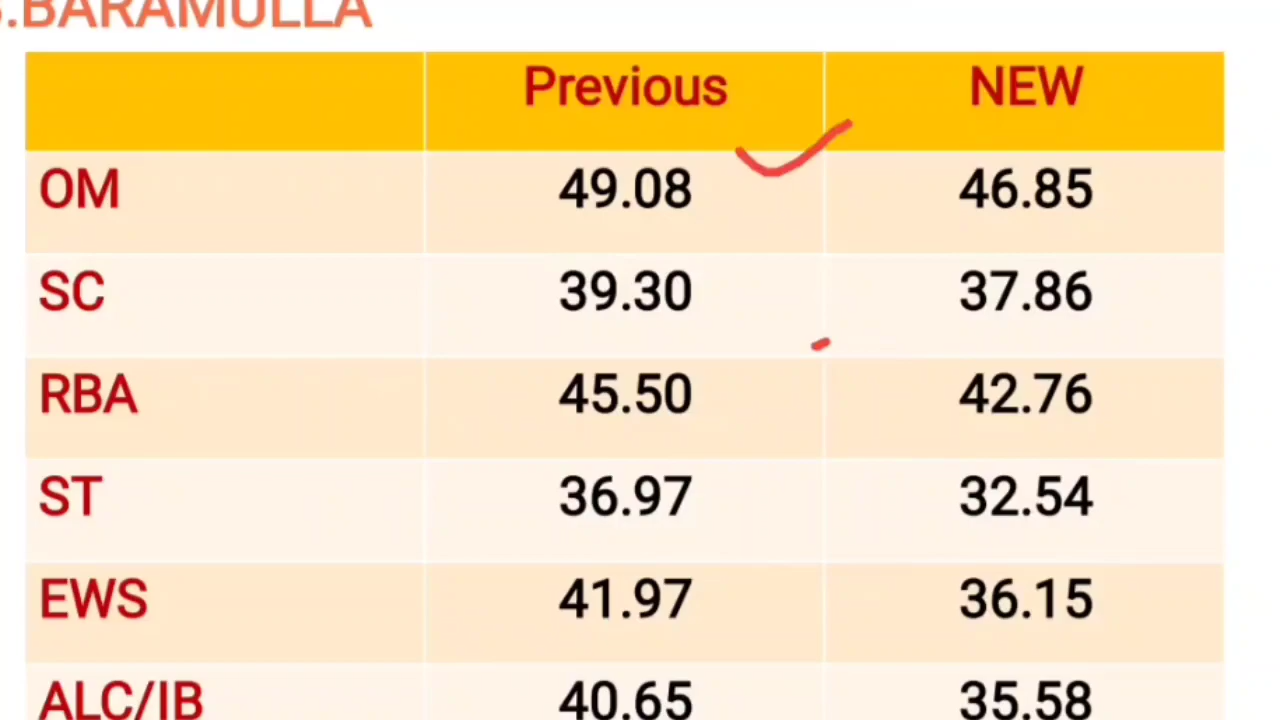 .BARAMULLA
Previous NEW
OM 49.08 46.85
SC 39.30 37.86
RBA 45.50 42.76
ST 36.97 32.54
EWS 41.97 36.15
ALC/IB 40.65 35.58